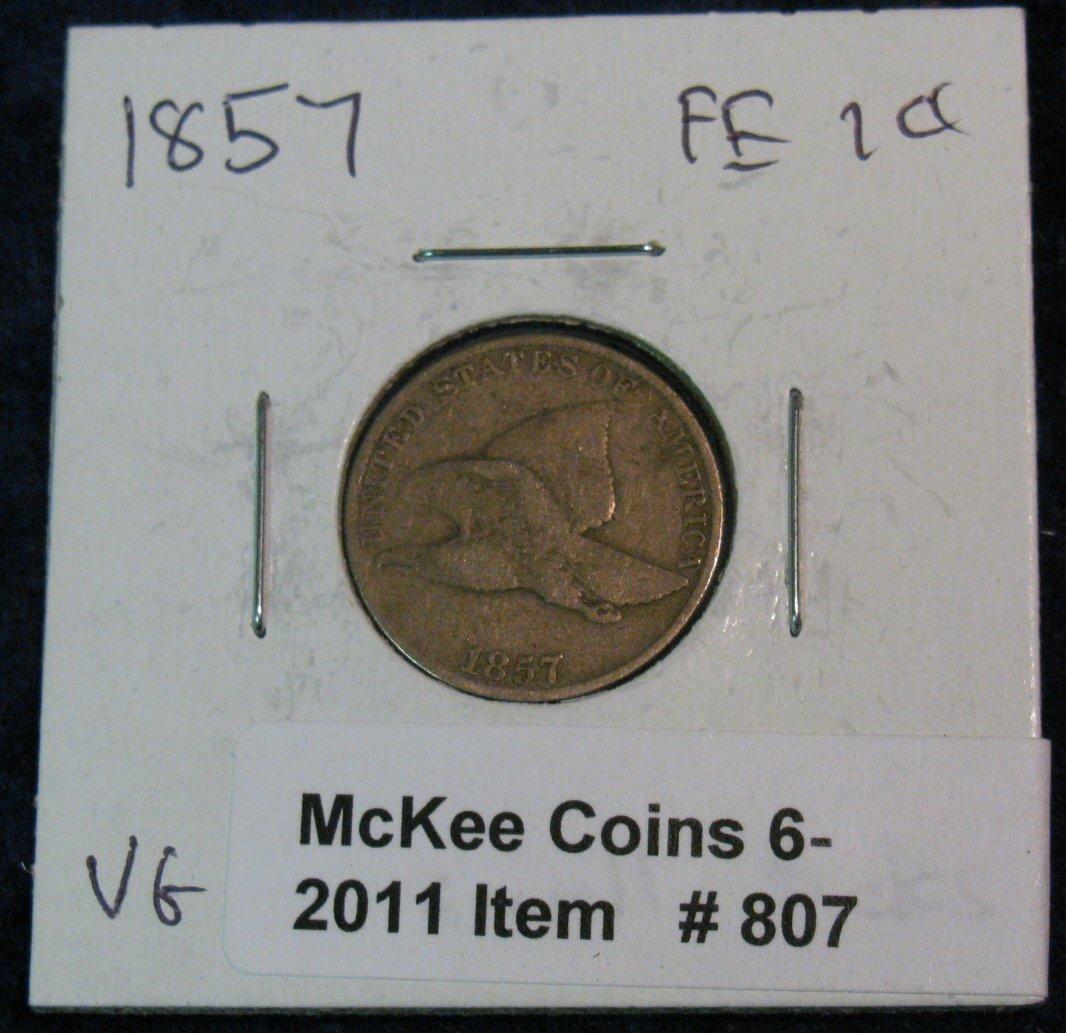 1857 FE 1¢
UNITED STATES OF AMERICA
1857
VG
McKee Coins 6-
2011 Item # 807